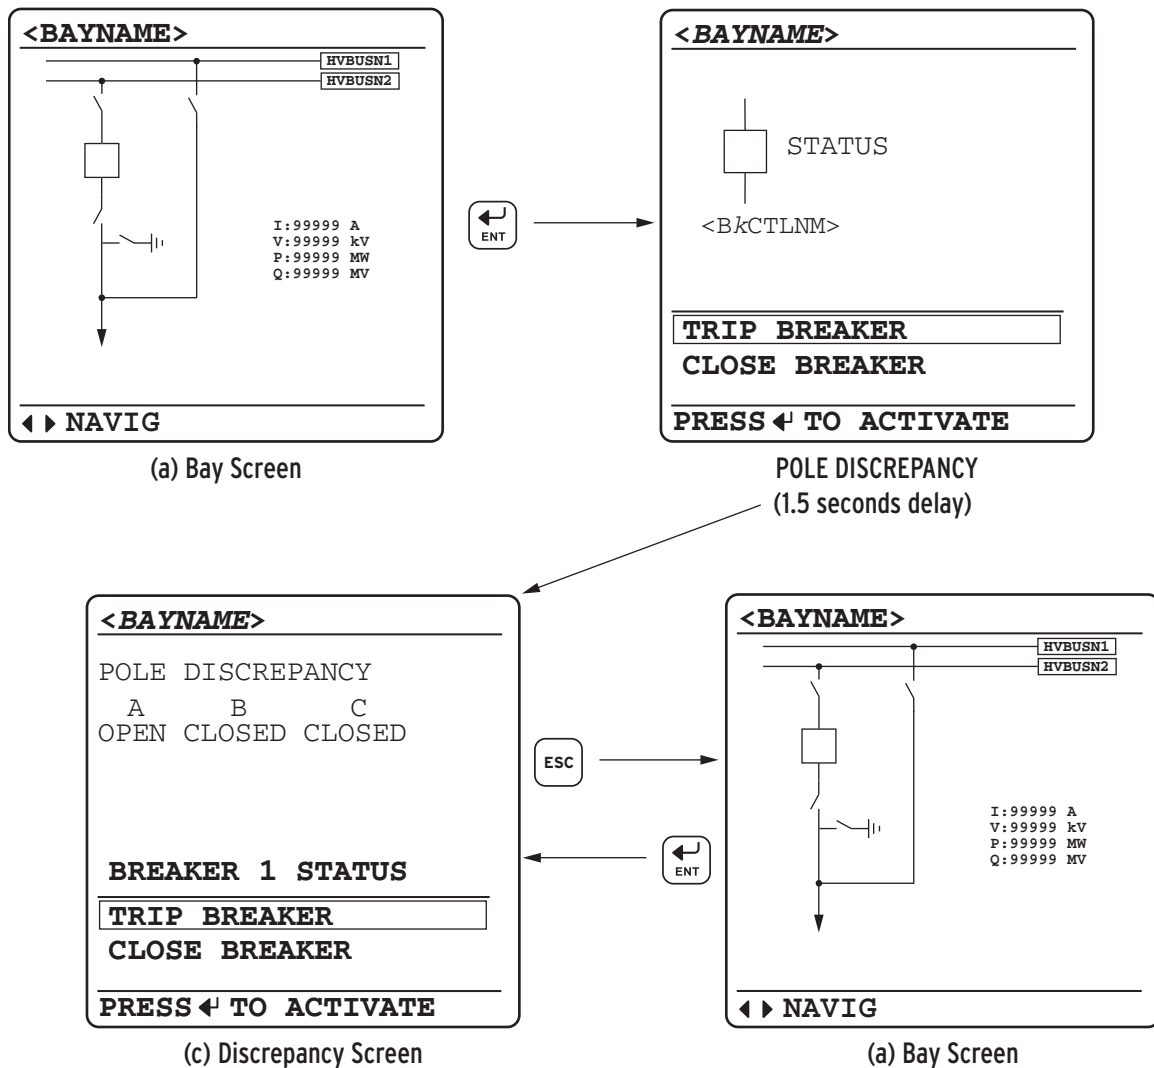 <BAYNAME>
HVBUSN1
HVBUSN2
I:99999 A
V:99999 kV
P:99999 MW
Q:99999 MV
NAVIG
(a) Bay Screen
ENT
<BAYNAME>
STATUS
<BkCTLNM>
TRIP BREAKER
CLOSE BREAKER
PRESS ↵ TO ACTIVATE
POLE DISCREPANCY
(1.5 seconds delay)
<BAYNAME>
POLE DISCREPANCY
A B C
OPEN CLOSED CLOSED
BREAKER 1 STATUS
TRIP BREAKER
CLOSE BREAKER
PRESS ↵ TO ACTIVATE
(c) Discrepancy Screen
ESC
ENT
<BAYNAME>
HVBUSN1
HVBUSN2
I:99999 A
V:99999 kV
P:99999 MW
Q:99999 MV
NAVIG
(a) Bay Screen